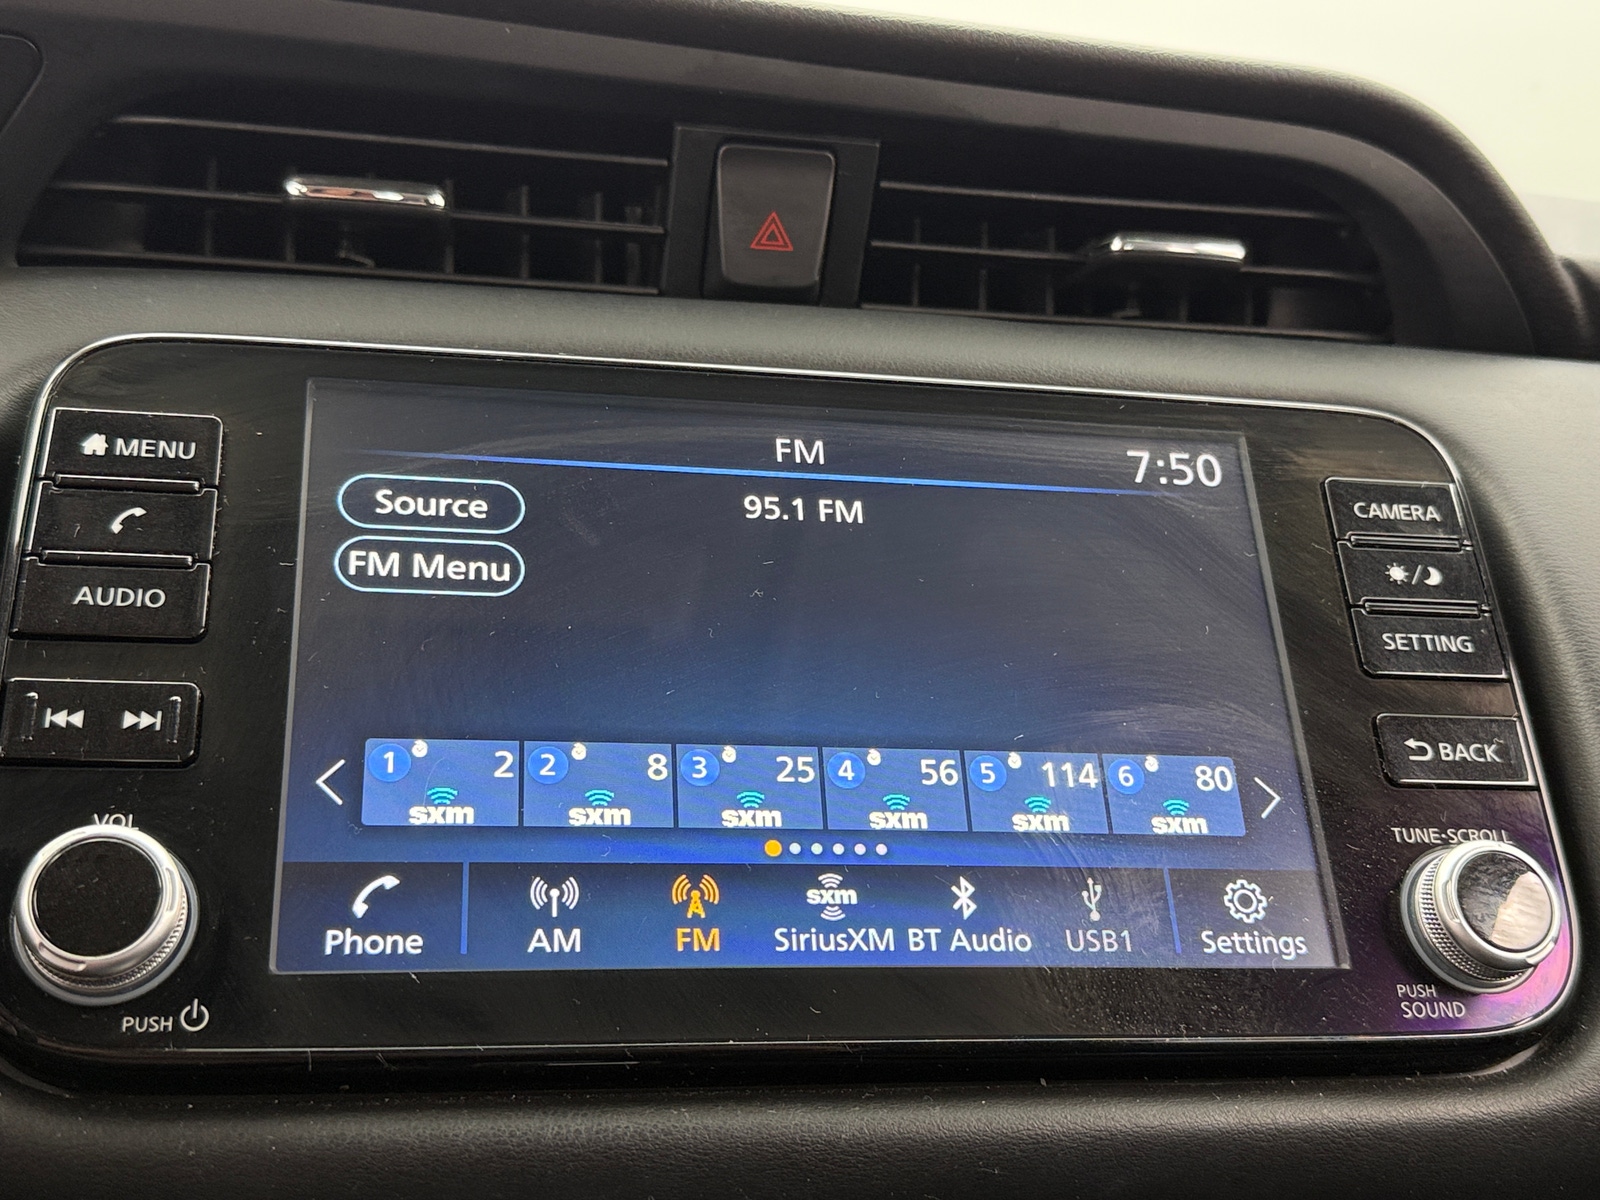 MENU
AUDIO
VOL
PUSH
FM
7:50
Source
95.1 FM
FM Menu
1 2 sxm
2 8 sxm
3 25 sxm
4 56 sxm
5 114 sxm
6 80 sxm
sxm
Phone AM FM SiriusXM BT Audio USB1 Settings
CAMERA
SETTING
BACK
TUNE·SCROLL
PUSH
SOUND